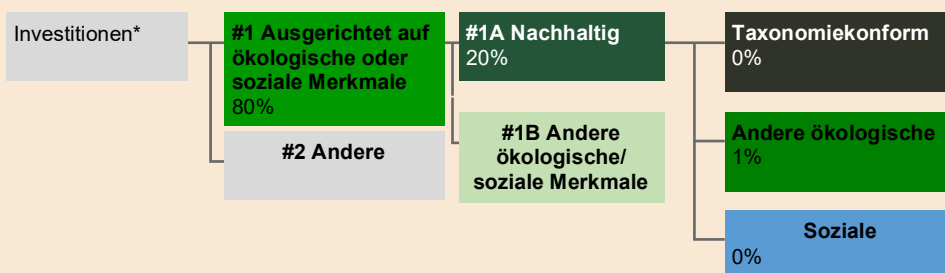 Investitionen*
#1 Ausgerichtet auf
ökologische oder
soziale Merkmale
80%
#2 Andere
#1A Nachhaltig
20%
#1B Andere
ökologische/
soziale Merkmale
Taxonomiekonform
0%
Andere ökologische
1%
Soziale
0%